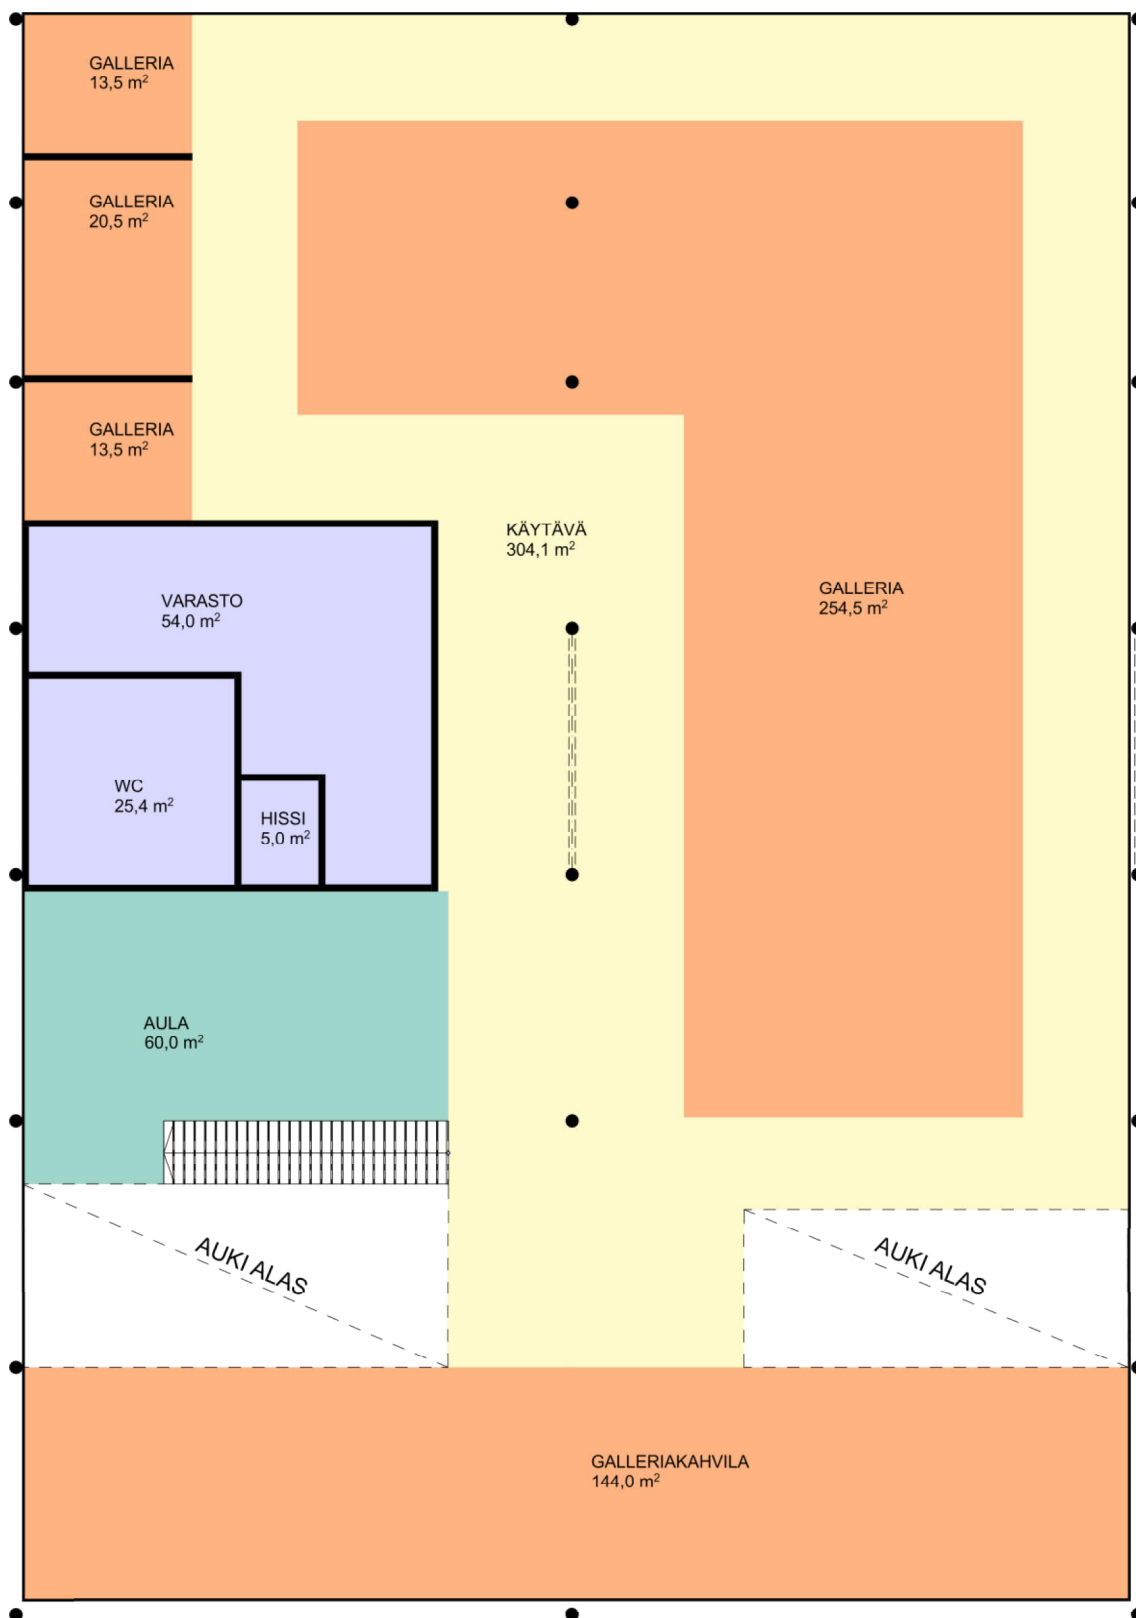 GALLERIA
13,5 m²
GALLERIA
20,5 m²
GALLERIA
13,5 m²
KÄYTÄVÄ
304,1 m²
GALLERIA
254,5 m²
VARASTO
54,0 m²
WC
25,4 m²
HISSI
5,0 m²
AULA
60,0 m²
AUKI ALAS
AUKI ALAS
GALLERIAKAHVILA
144,0 m²